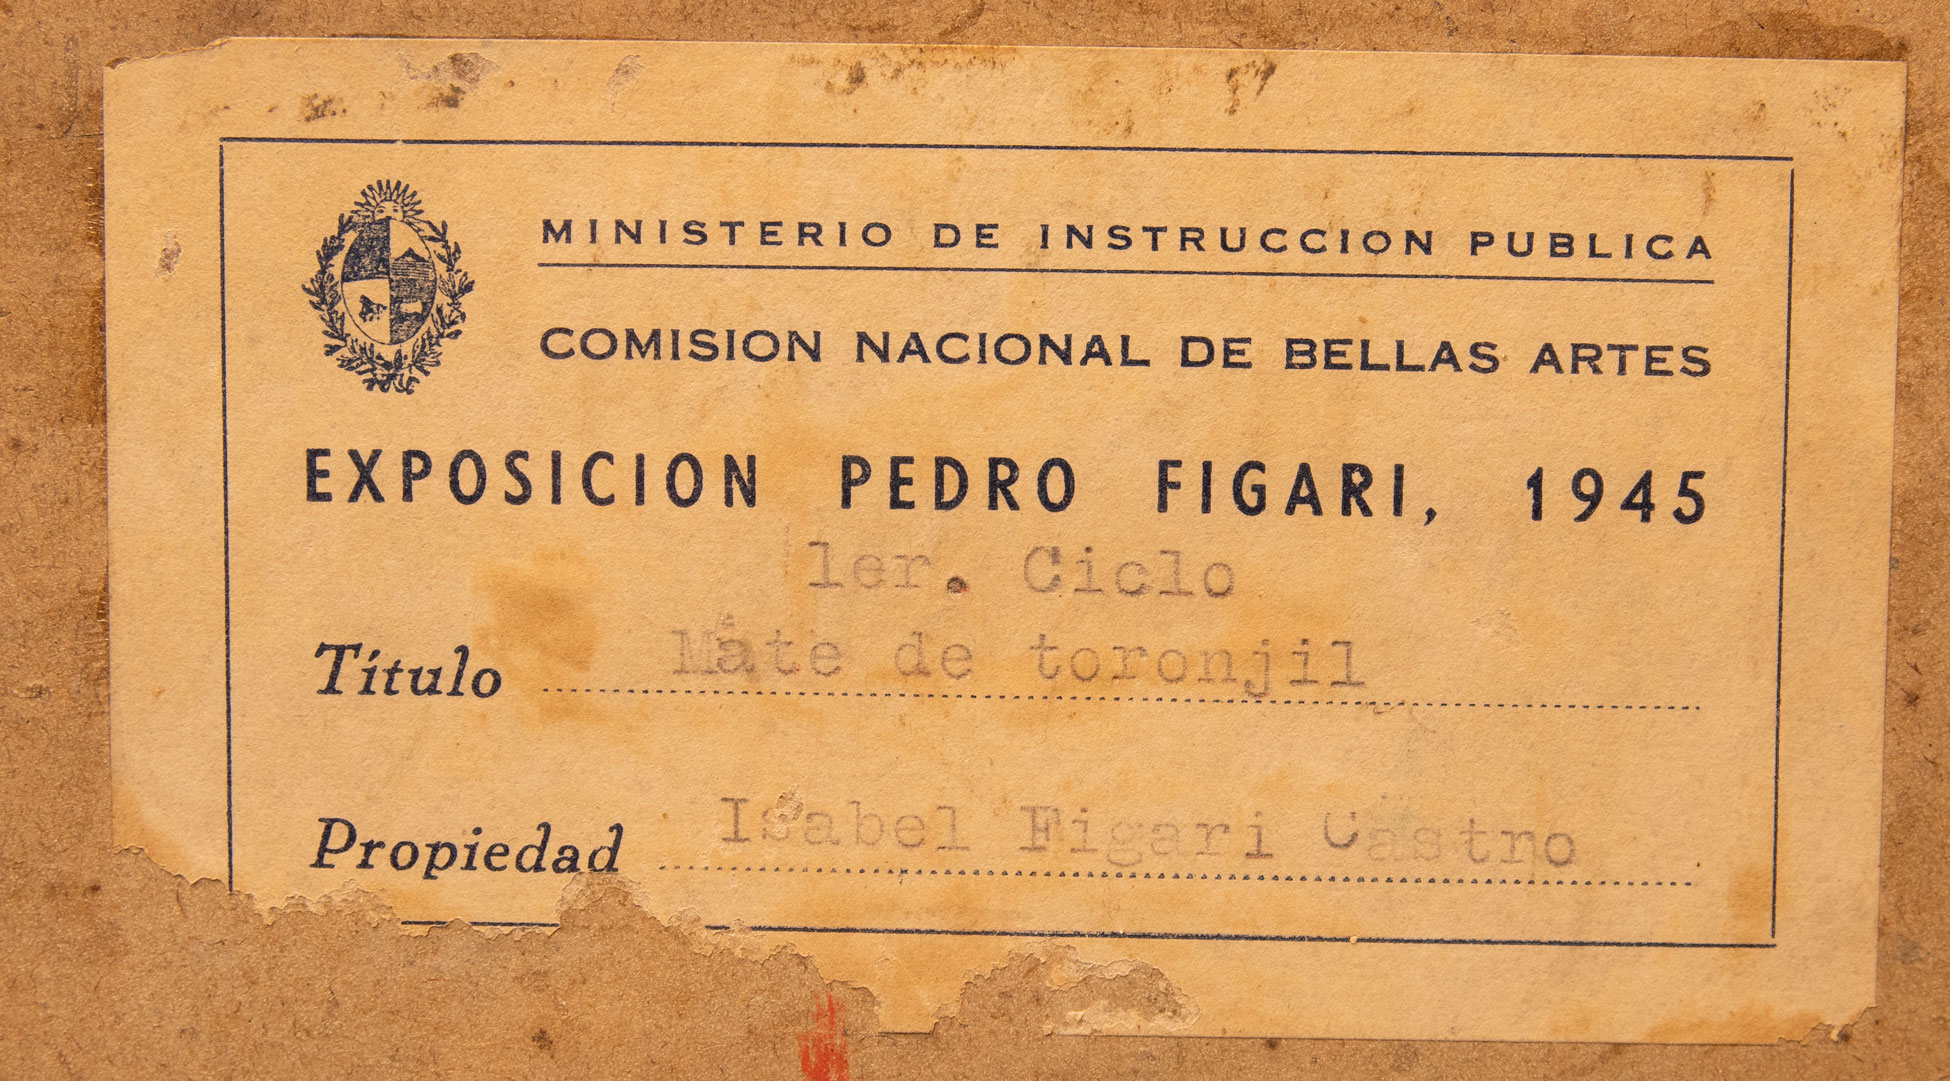 MINISTERIO DE INSTRUCCION PUBLICA
COMISION NACIONAL DE BELLAS ARTES
EXPOSICION PEDRO FIGARI, 1945
1er. Ciclo
Título Mate de toronjil
Propiedad Isabel Figari Castro